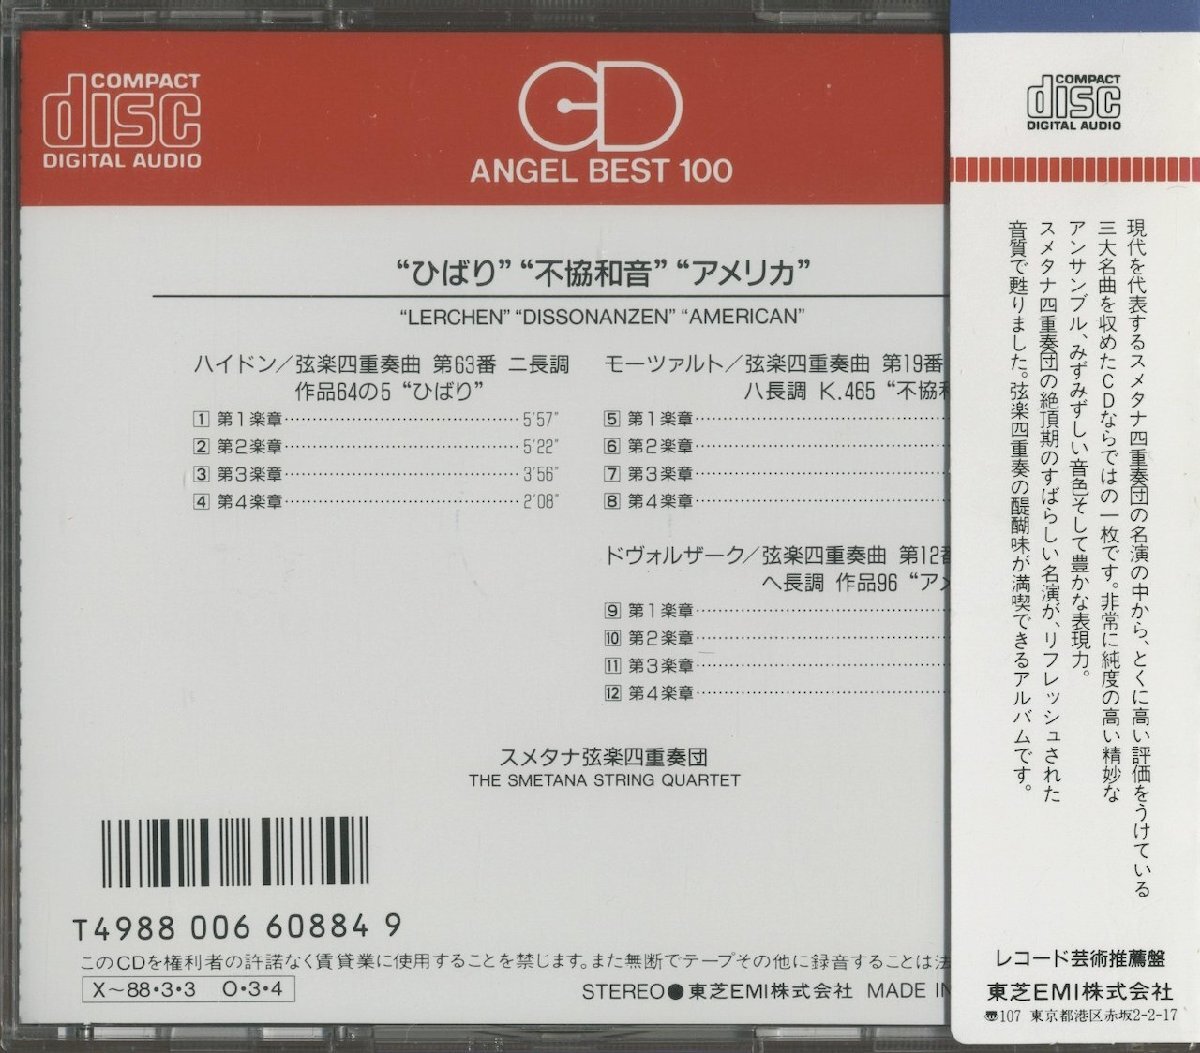 COMPACT
disc
DIGITAL AUDIO
CD
ANGEL BEST 100
“ひばり” “不協和音” “アメリカ”
“LERCHEN” “DISSONANZEN” “AMERICAN”
ハイドン／弦楽四重奏曲 第63番 ニ長調
作品64の5 “ひばり”
1 第1楽章 5'57"
2 第2楽章 5'22"
3 第3楽章 3'56"
4 第4楽章 2'08"
モーツァルト／弦楽四重奏曲 第19番
ハ長調 K.465 “不協和
5 第1楽章
6 第2楽章
7 第3楽章
8 第4楽章
ドヴォルザーク／弦楽四重奏曲 第12番
ヘ長調 作品96 “アメ
9 第1楽章
10 第2楽章
11 第3楽章
12 第4楽章
スメタナ弦楽四重奏団
THE SMETANA STRING QUARTET
T4988 006 60884 9
このCDを権利者の許諾なく賃貸業に使用することを禁じます。また無断でテープその他に録音することは法
X～88・3・3 O・3・4
STEREO●東芝EMI株式会社 MADE IN
COMPACT
disc
DIGITAL AUDIO
現代を代表するスメタナ四重奏団の名演の中から、とくに高い評価をうけている
三大名曲を収めたCDならではの一枚です。非常に純度の高い精妙な
アンサンブル、みずみずしい音色そして豊かな表現力。
スメタナ四重奏団の絶頂期のすばらしい名演が、リフレッシュされた
音質で甦りました。弦楽四重奏の醍醐味が満喫できるアルバムです。
レコード芸術推薦盤
東芝EMI株式会社
〠107 東京都港区赤坂2-2-17